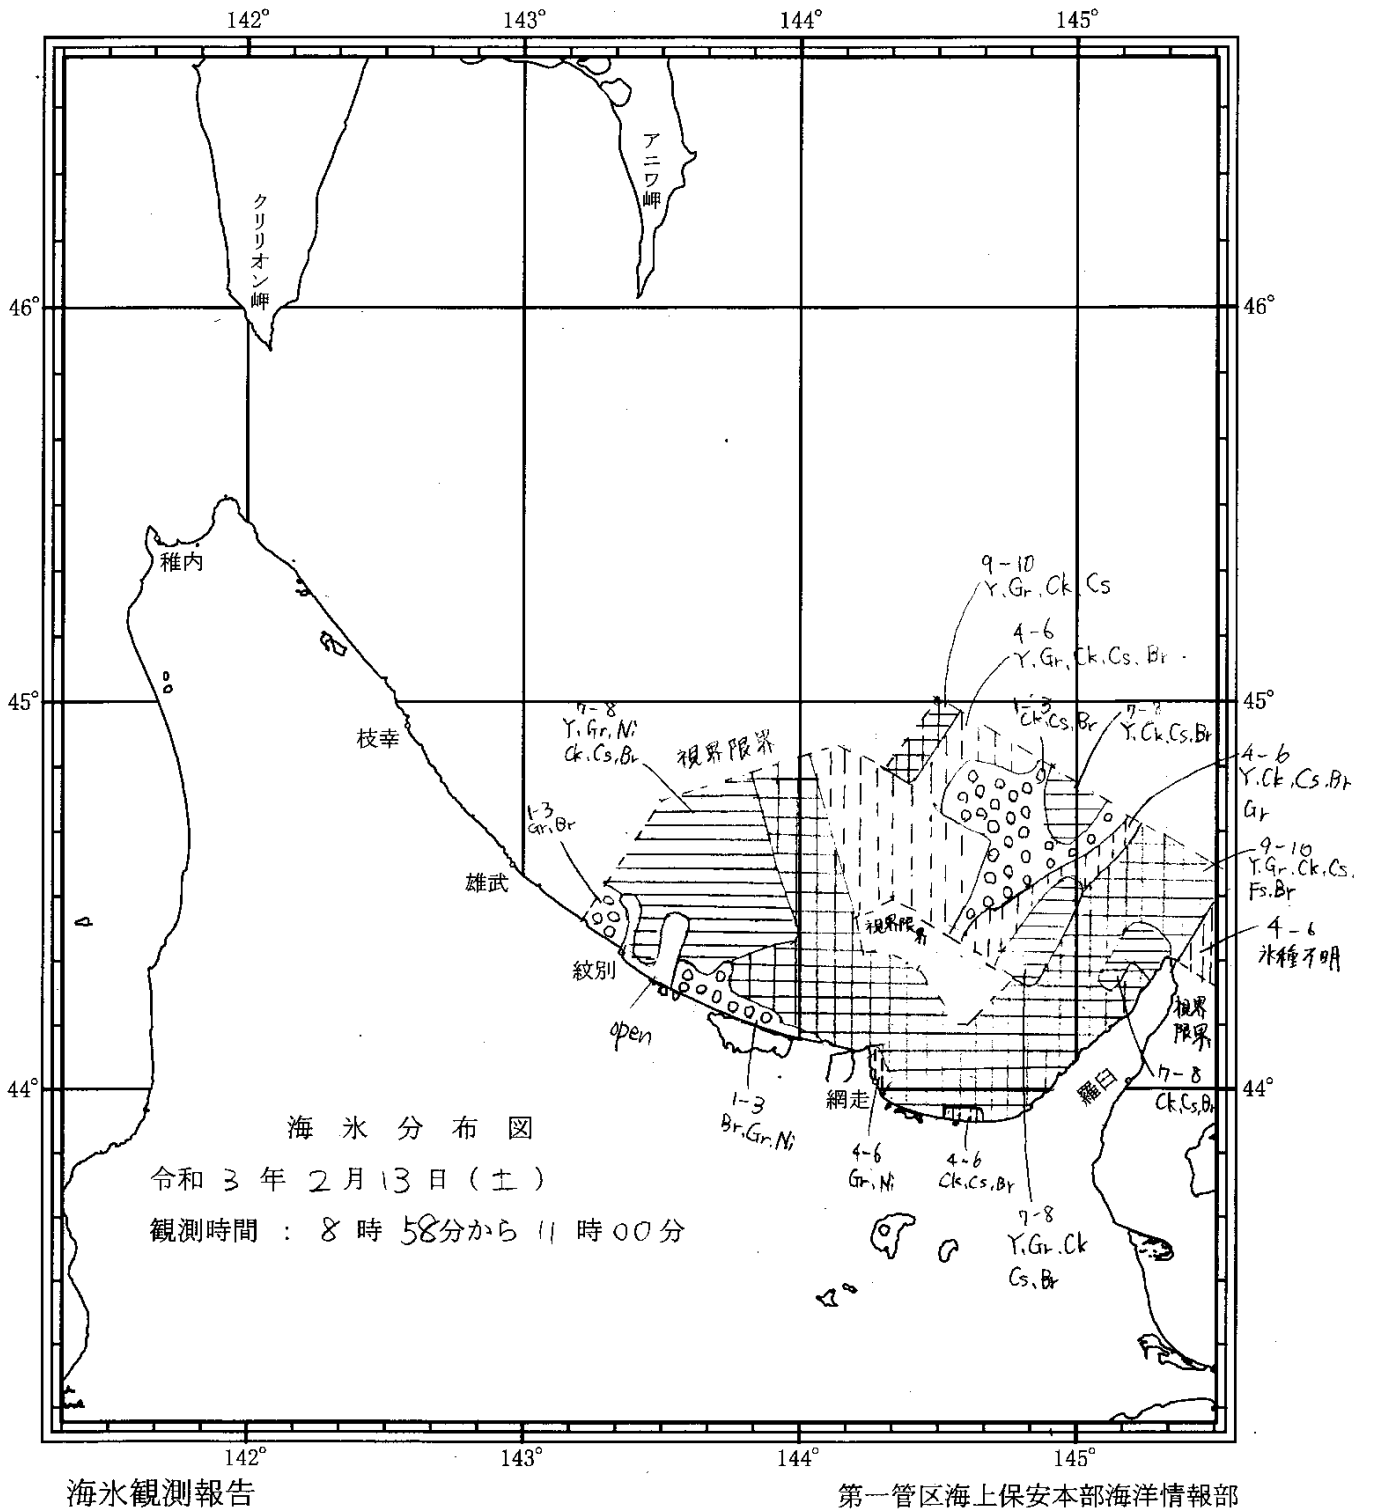 142°
143°
144°
145°
アニワ岬
クリリオン岬
46°
46°
稚内
9-10
Y.Gr.Ck.Cs
4-6
Y.Gr.Ck.Cs.Br
45°
45°
7-8
Y.Gr.Ni
Ck.Cs.Br
視界限界
1-3
Ck.Cs.Br
7-8
Y.Ck.Cs.Br
枝幸
4-6
Y.Ck.Cs.Br
Gr
1-3
Gr.Br
9-10
Y.Gr.Ck.Cs.
Fs.Br
雄武
視界限界
4-6
氷種不明
紋別
open
視界
限界
44°
44°
網走
羅臼
7-8
Ck.Cs.Br
1-3
Br.Gr.Ni
4-6
Gr.Ni
4-6
Ck.Cs.Br
7-8
Y.Gr.Ck
Cs.Br
海氷分布図
令和3年2月13日(土)
観測時間:8時58分から11時00分
142°
143°
144°
145°
海氷観測報告
第一管区海上保安本部海洋情報部